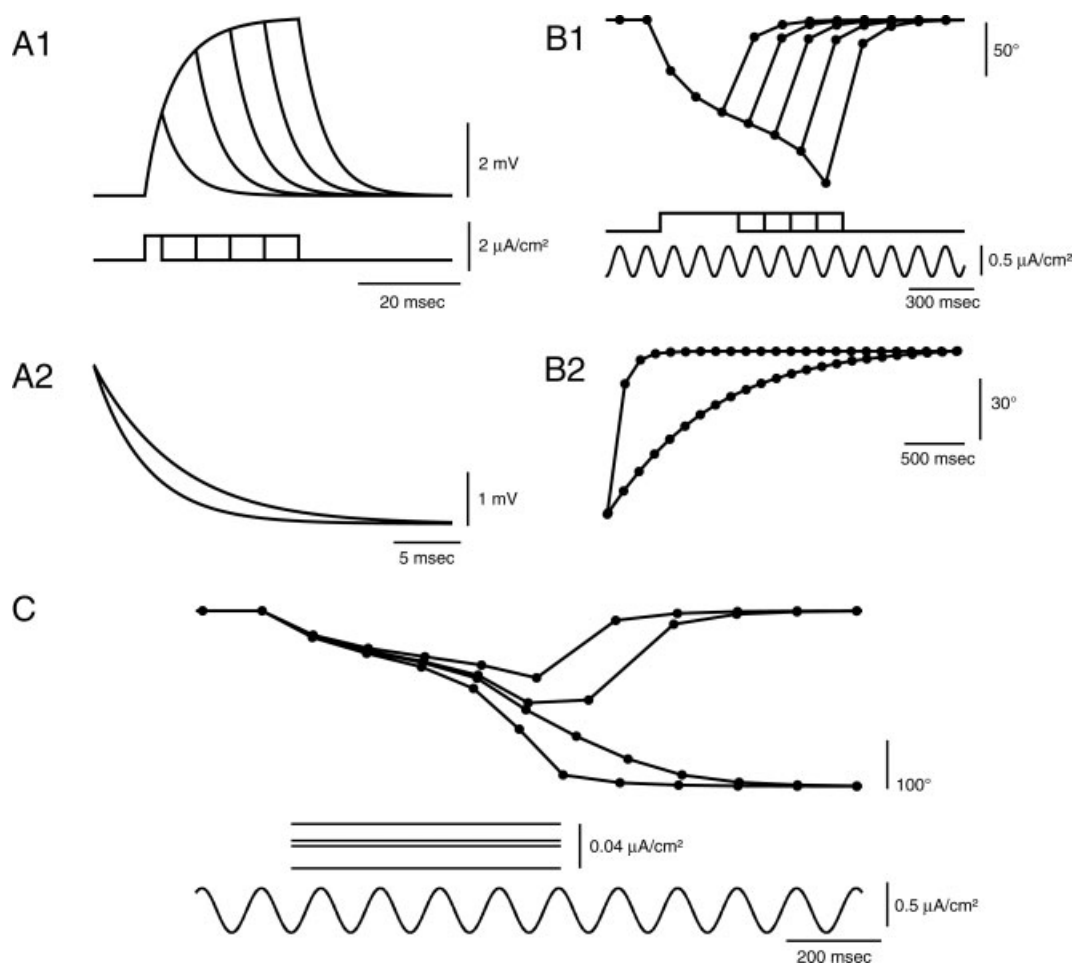 A1
2 mV
2 μA/cm²
20 msec
B1
50°
0.5 μA/cm²
300 msec
A2
1 mV
5 msec
B2
30°
500 msec
C
100°
0.04 μA/cm²
0.5 μA/cm²
200 msec